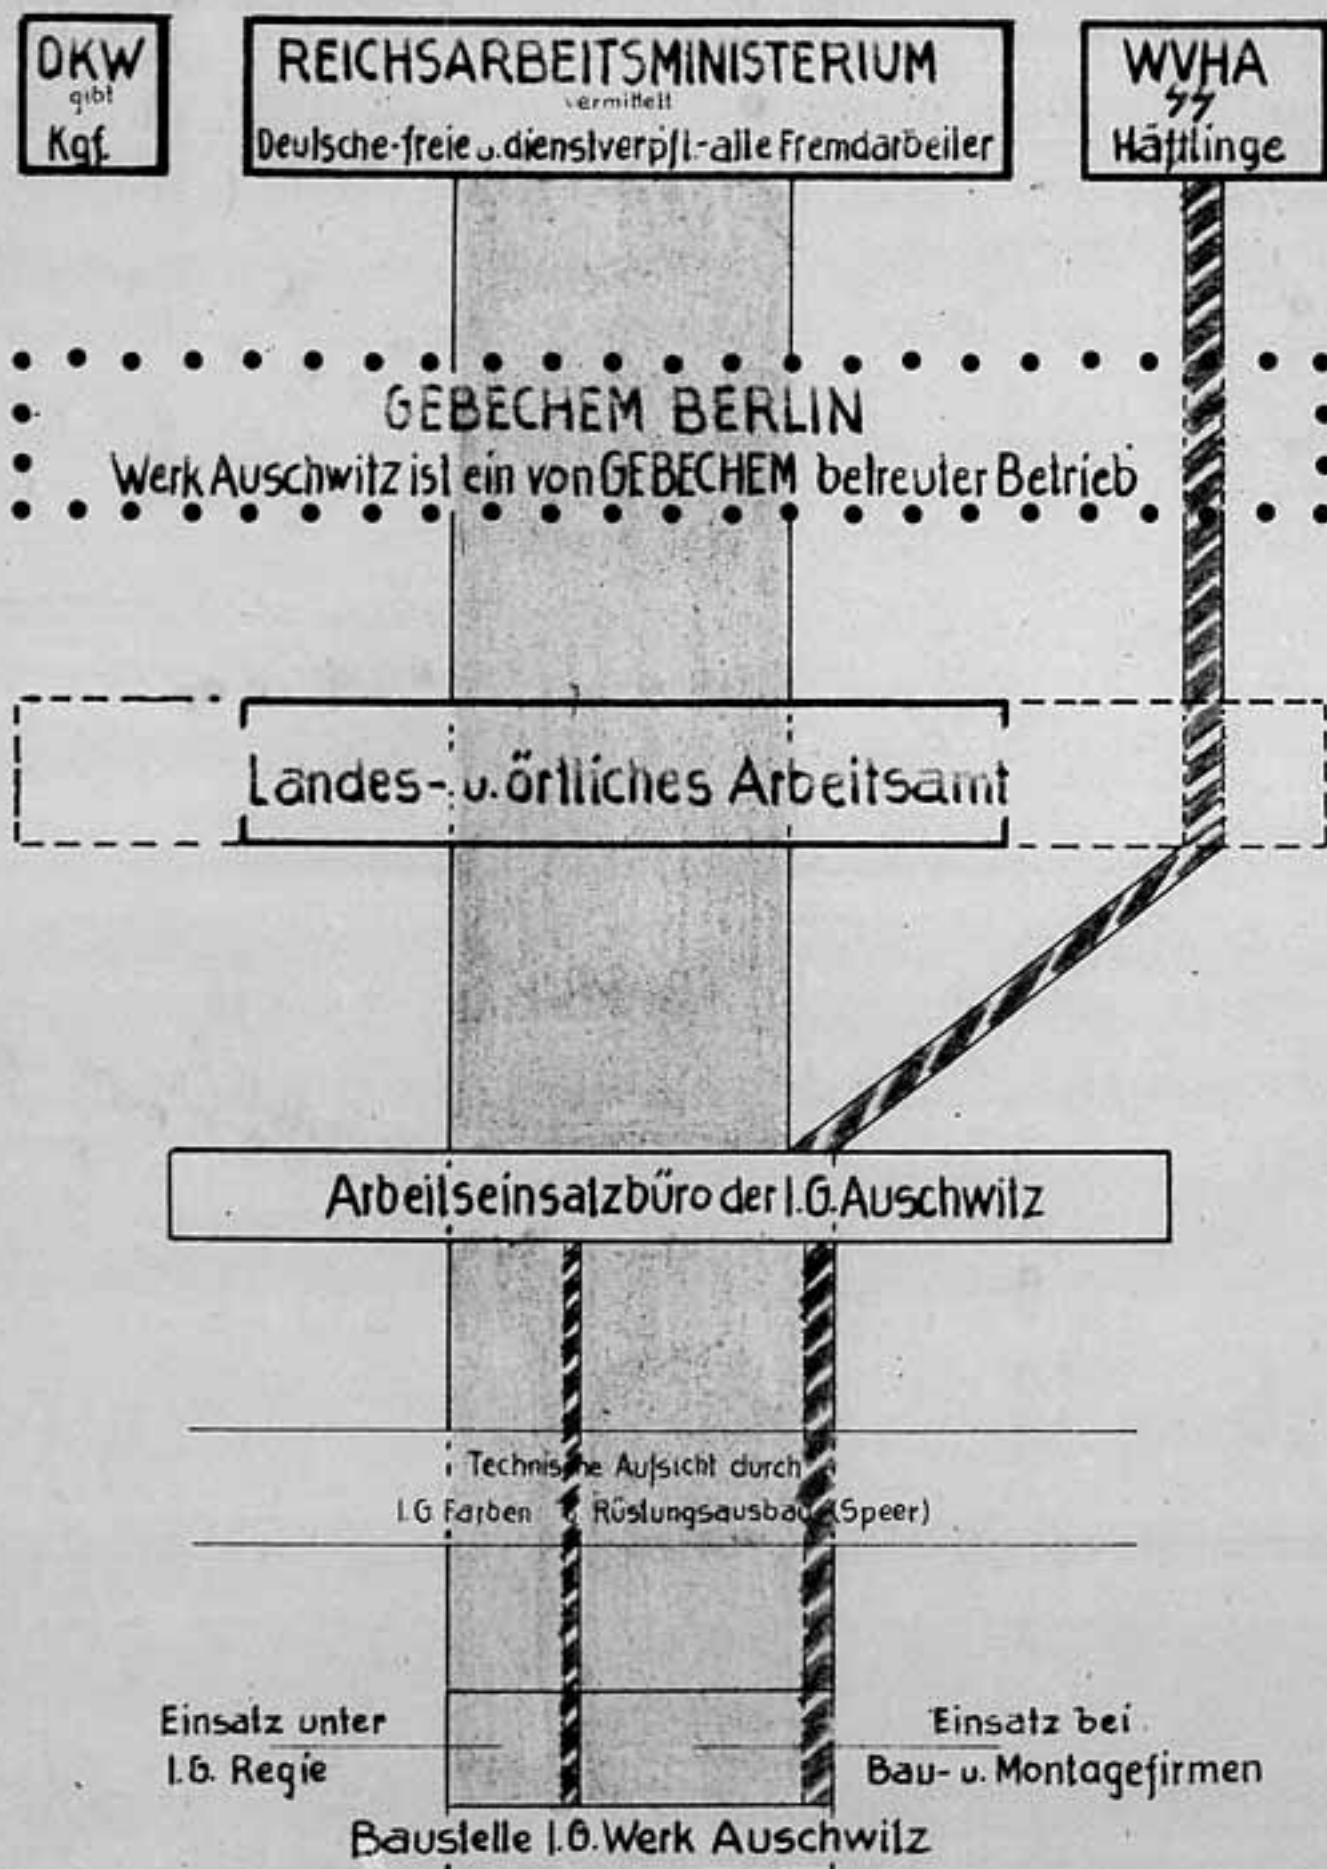 OKW
gibt
Kgf.
REICHSARBEITSMINISTERIUM
vermittelt
Deutsche-freie u. dienstverpfl.-alle Fremdarbeiter
WVHA
SS
Häftlinge
GEBECHEM BERLIN
Werk Auschwitz ist ein von GEBECHEM betreuter Betrieb
Landes- u. örtliches Arbeitsamt
Arbeitseinsatzbüro der I.G. Auschwitz
Technische Aufsicht durch
I.G. Farben Rüstungsausbau (Speer)
Einsatz unter
I.G. Regie
Einsatz bei
Bau- u. Montagefirmen
Baustelle I.G. Werk Auschwitz